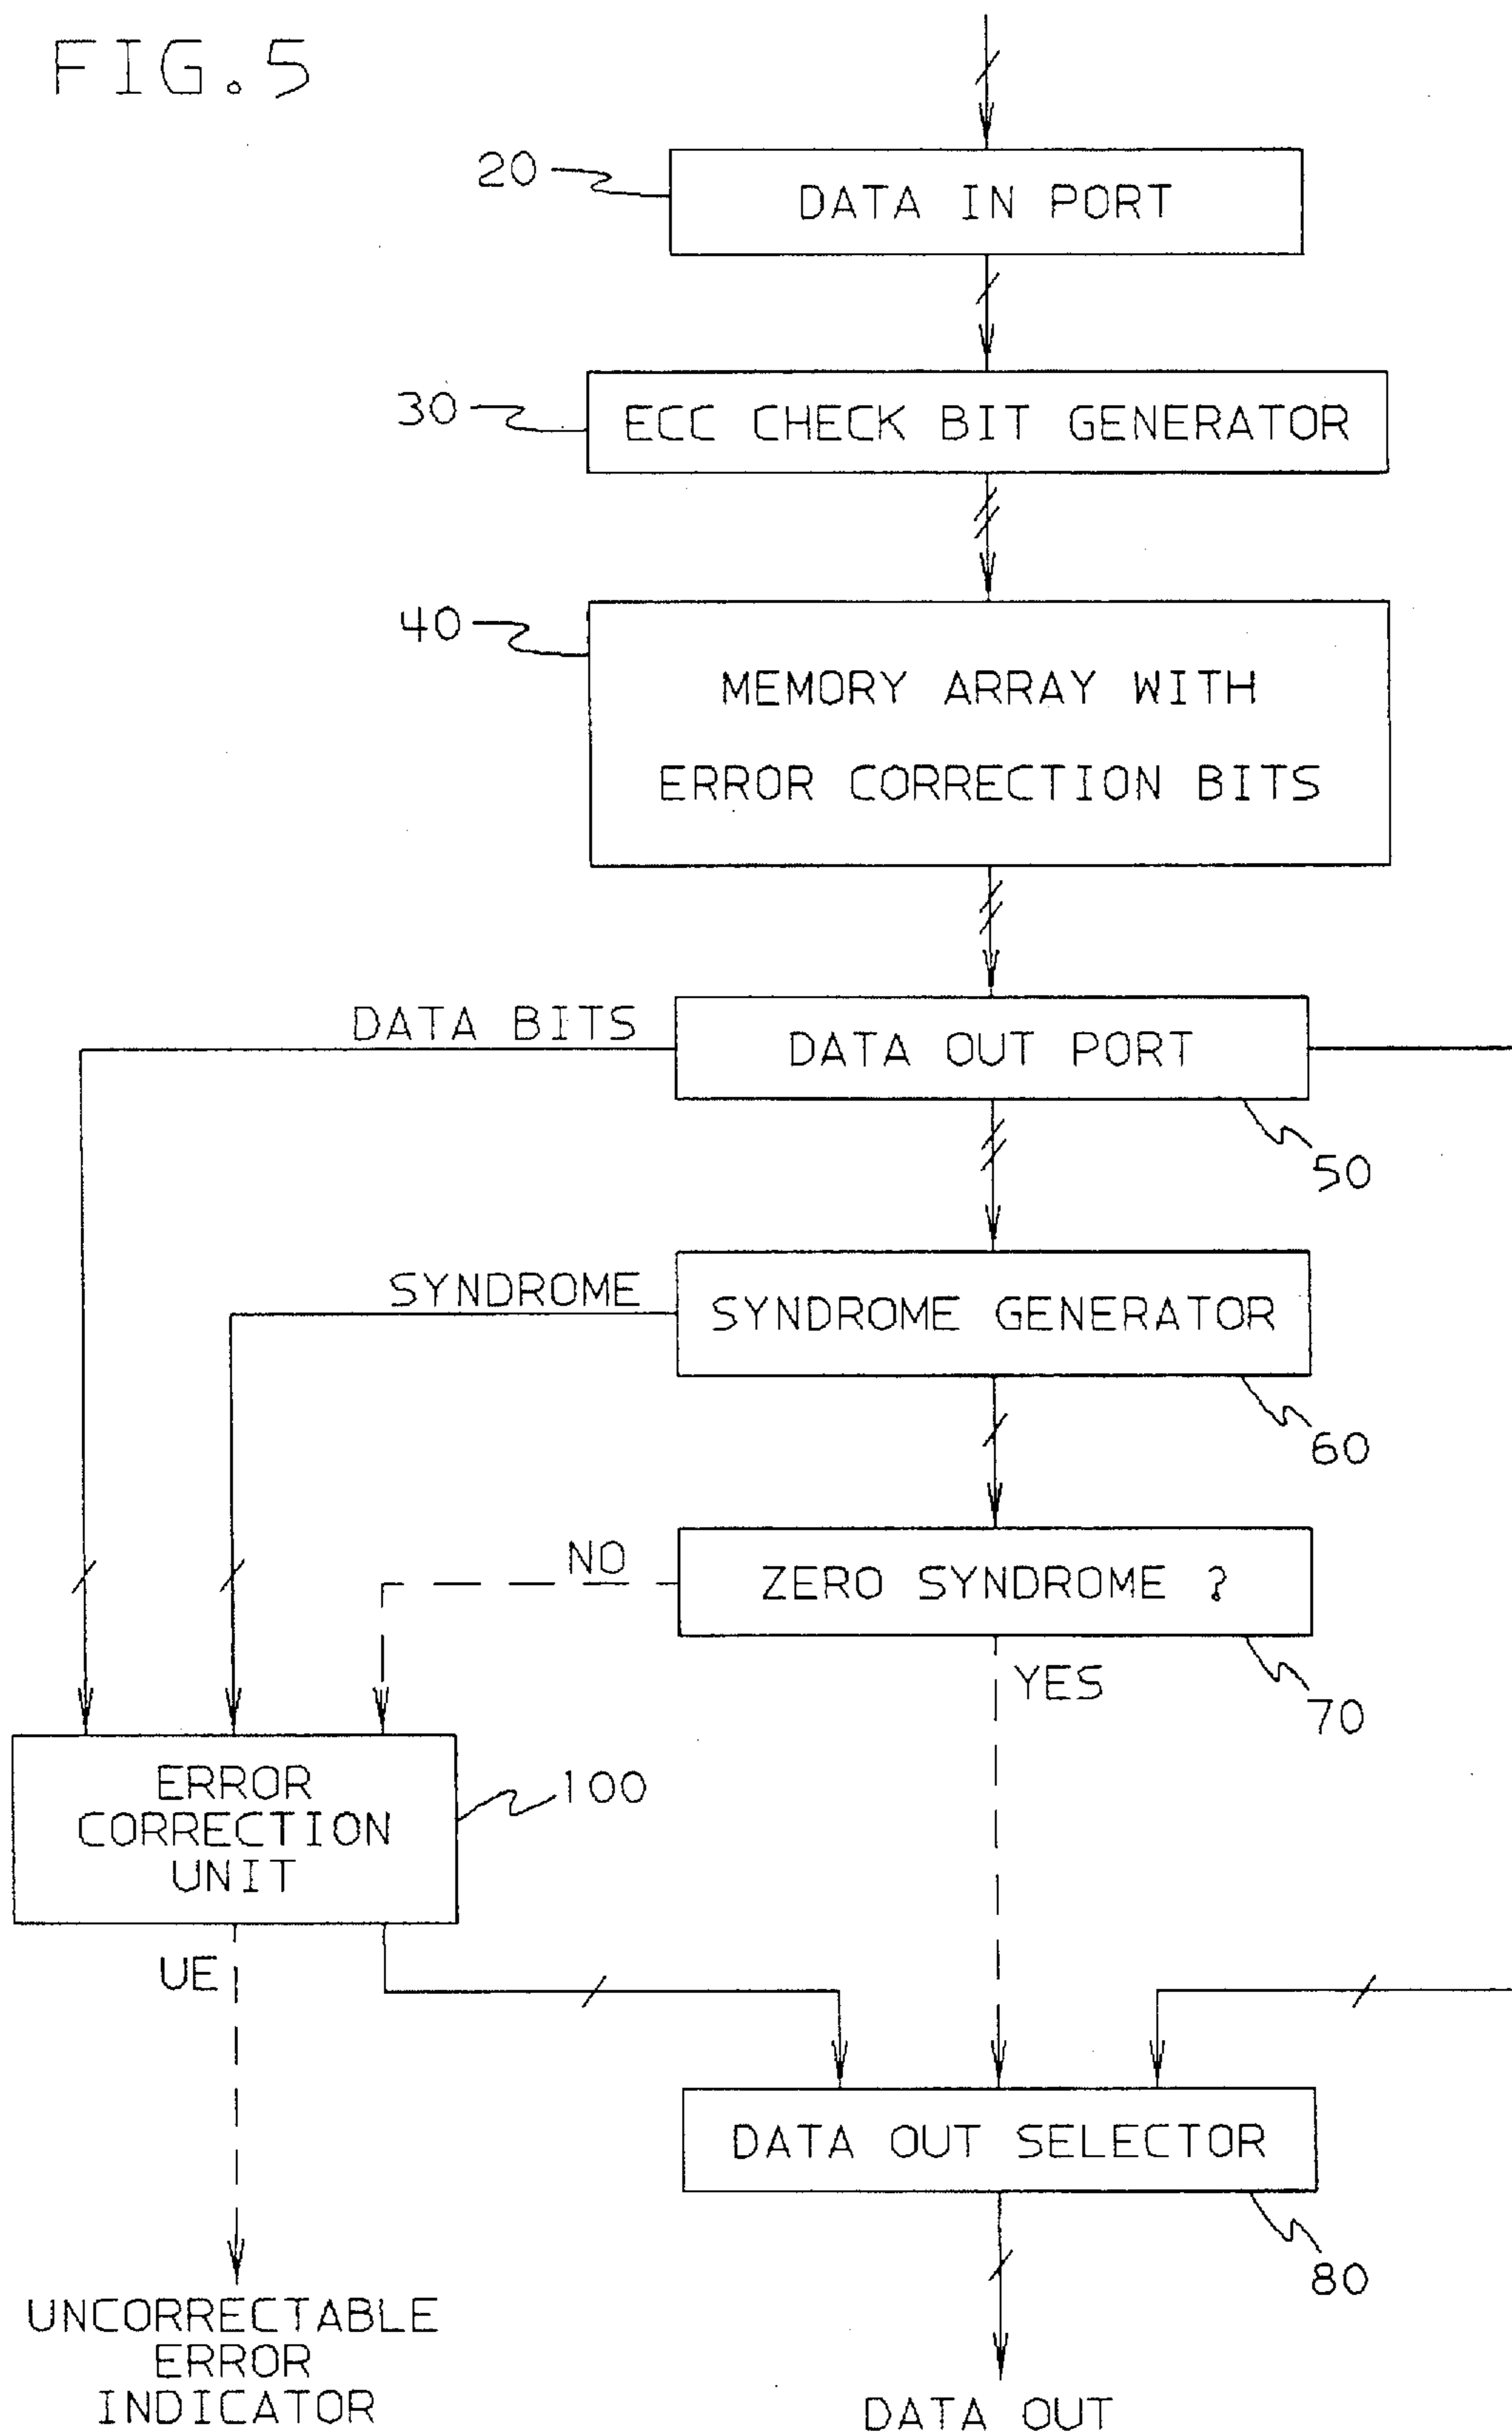 FIG.5
20
DATA IN PORT
30
ECC CHECK BIT GENERATOR
40
MEMORY ARRAY WITH
ERROR CORRECTION BITS
DATA BITS
DATA OUT PORT
50
SYNDROME
SYNDROME GENERATOR
60
NO
ZERO SYNDROME ?
YES
70
ERROR
CORRECTION
UNIT
100
UE
DATA OUT SELECTOR
80
UNCORRECTABLE
ERROR
INDICATOR
DATA OUT